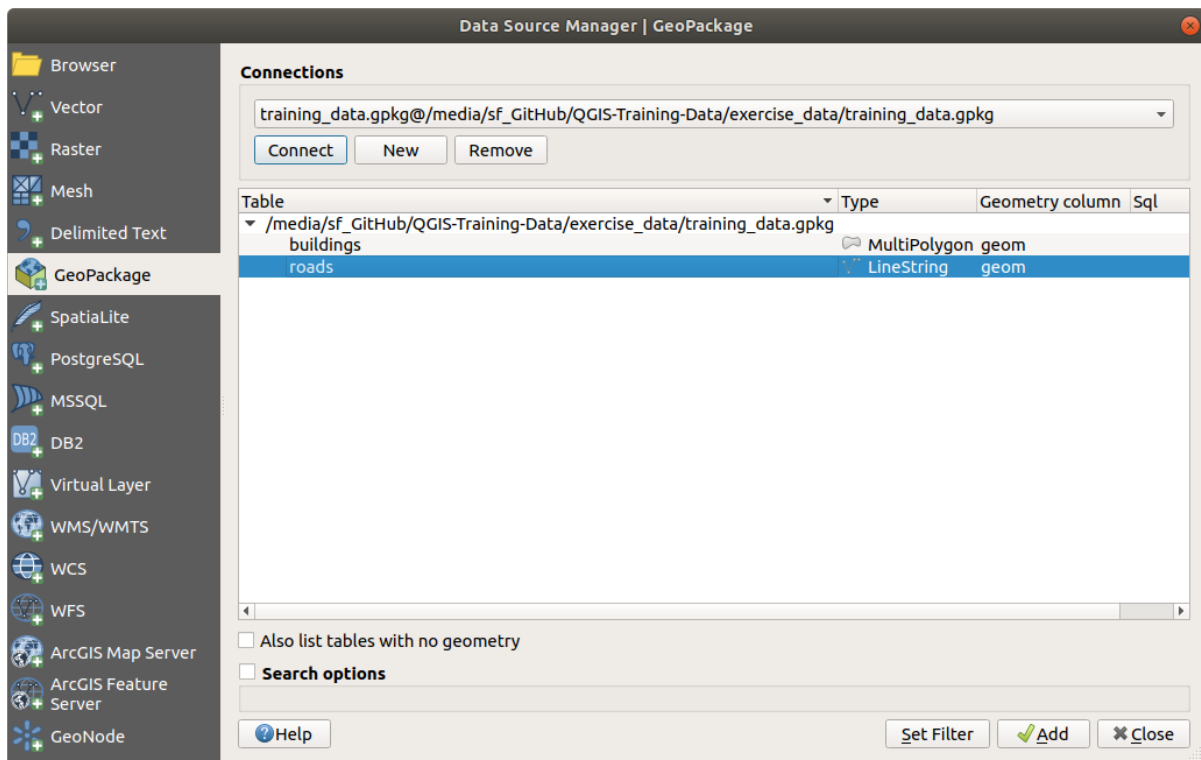 Data Source Manager | GeoPackage
Browser
Vector
Raster
Mesh
Delimited Text
GeoPackage
SpatiaLite
PostgreSQL
MSSQL
DB2
DB2
Virtual Layer
WMS/WMTS
WCS
WFS
ArcGIS Map Server
ArcGIS Feature
Server
GeoNode
Connections
training_data.gpkg@/media/sf_GitHub/QGIS-Training-Data/exercise_data/training_data.gpkg
Connect New Remove
Table Type Geometry column Sql
/media/sf_GitHub/QGIS-Training-Data/exercise_data/training_data.gpkg
buildings MultiPolygon geom
roads LineString geom
Also list tables with no geometry
Search options
Help Set Filter Add Close